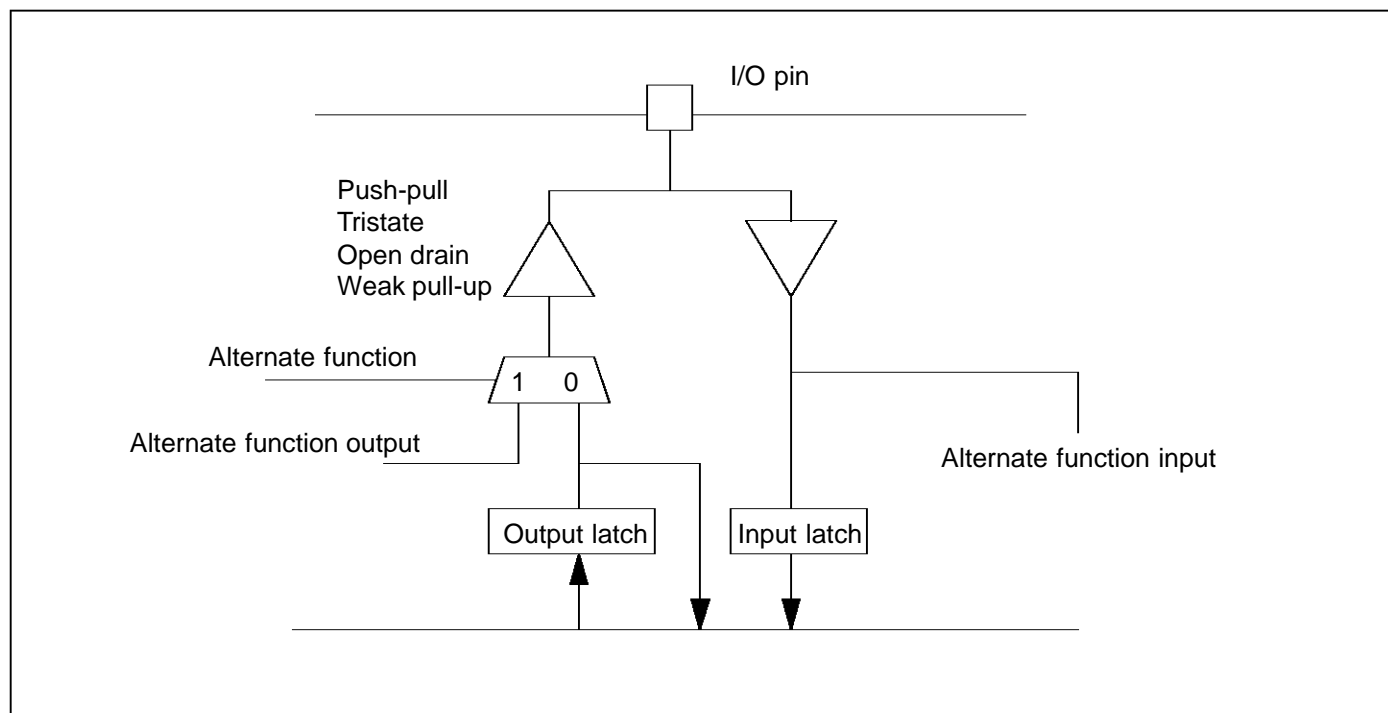 I/O pin
Push-pull
Tristate
Open drain
Weak pull-up
Alternate function
1 0
Alternate function output
Alternate function input
Output latch
Input latch